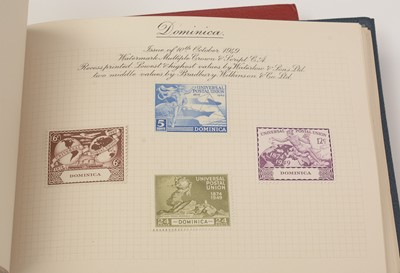 Dominica.
Issue of 10th October 1949
Watermark Multiple Crown & Script C.A.
Recess printed. Lowest & highest values by Waterlow & Sons Ltd.
two middle values by Bradbury Wilkinson & Co. Ltd.
UNIVERSAL
POSTAL UNION
5
CENTS
DOMINICA
6
DOMINICA
UNIVERSAL POSTAL UNION
12
1949
DOMINICA
UNIVERSAL
POSTAL
UNION
1874
1949
24
24
DOMINICA